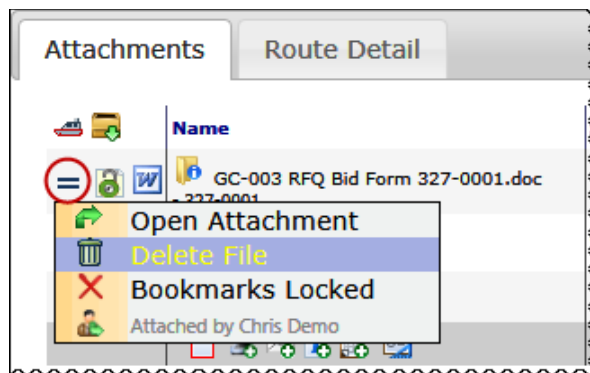 Attachments
Route Detail
Name
GC-003 RFQ Bid Form 327-0001.doc
- 327-0001
Open Attachment
Delete File
Bookmarks Locked
Attached by Chris Demo